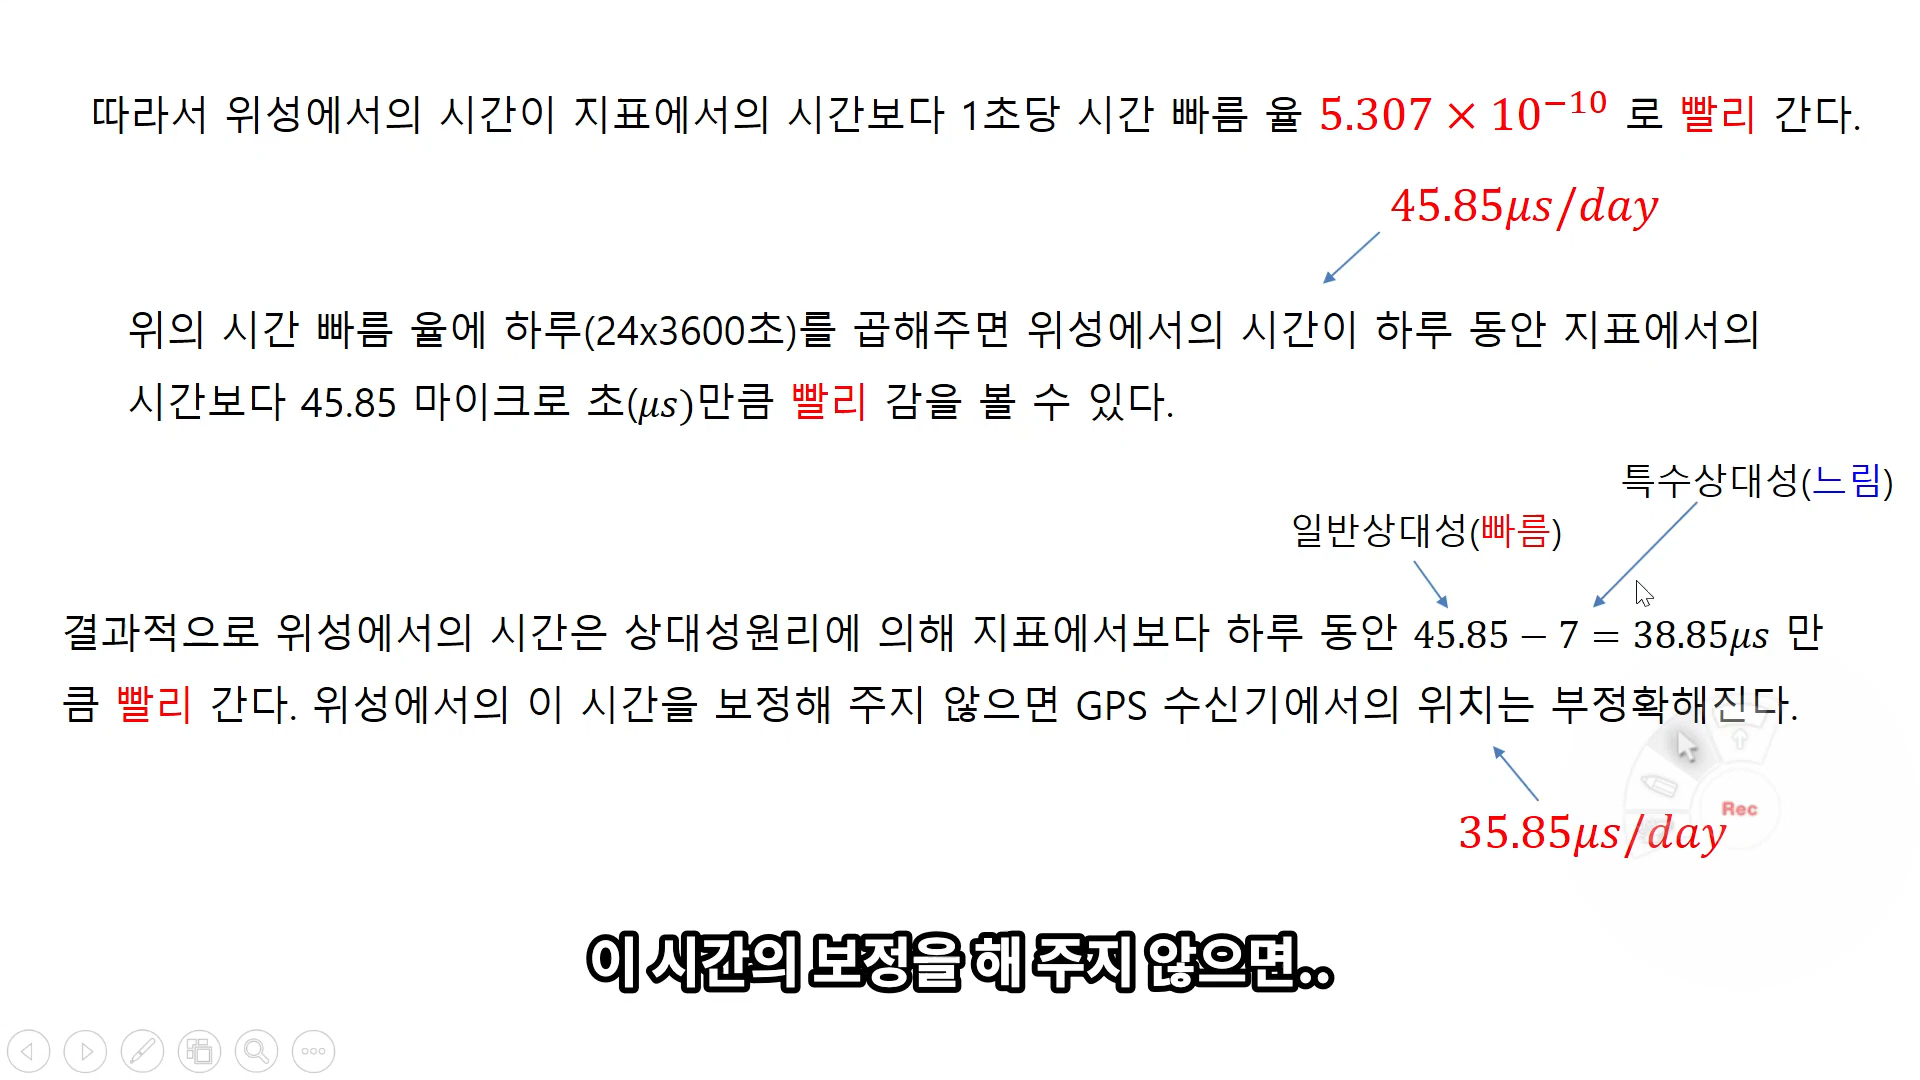 따라서 위성에서의 시간이 지표에서의 시간보다 1초당 시간 빠름 율 5.307 × 10⁻¹⁰ 로 빨리 간다.
45.85μs/day
위의 시간 빠름 율에 하루(24x3600초)를 곱해주면 위성에서의 시간이 하루 동안 지표에서의
시간보다 45.85 마이크로 초(μs)만큼 빨리 감을 볼 수 있다.
특수상대성(느림)
일반상대성(빠름)
결과적으로 위성에서의 시간은 상대성원리에 의해 지표에서보다 하루 동안 45.85 − 7 = 38.85μs 만
큼 빨리 간다. 위성에서의 이 시간을 보정해 주지 않으면 GPS 수신기에서의 위치는 부정확해진다.
Rec
35.85μs/day
이 시간의 보정을 해 주지 않으면..